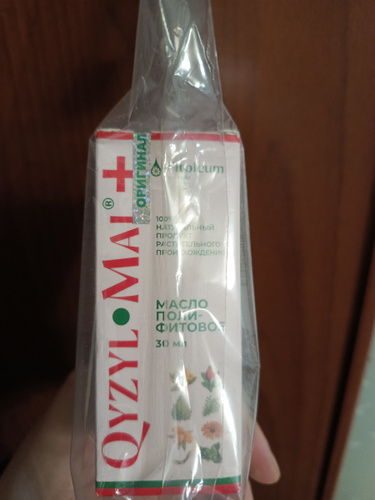 QYZYL•MAI®+
ОРИГИНАЛ
100%
НАТУРАЛЬНЫЙ
ПРОДУКТ
РАСТИТЕЛЬНОГО
ПРОИСХОЖДЕНИЯ
МАСЛО
ПОЛИ-
ФИТОВОЕ
30 мл